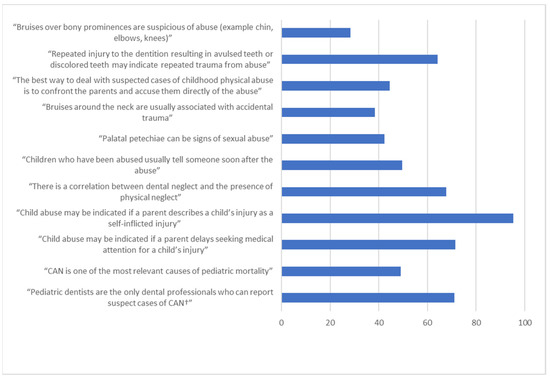 “Bruises over bony prominences are suspicious of abuse (example chin,
elbows, knees)”
“Repeated injury to the dentition resulting in avulsed teeth or
discolored teeth may indicate repeated trauma from abuse”
“The best way to deal with suspected cases of childhood physical abuse
is to confront the parents and accuse them directly of the abuse”
“Bruises around the neck are usually associated with accidental
trauma”
“Palatal petechiae can be signs of sexual abuse”
“Children who have been abused usually tell someone soon after the
abuse”
“There is a correlation between dental neglect and the presence of
physical neglect”
“Child abuse may be indicated if a parent describes a child’s injury as a
self-inflicted injury”
“Child abuse may be indicated if a parent delays seeking medical
attention for a child’s injury”
“CAN is one of the most relevant causes of pediatric mortality”
“Pediatric dentists are the only dental professionals who can report
suspect cases of CAN†”
0 20 40 60 80 100